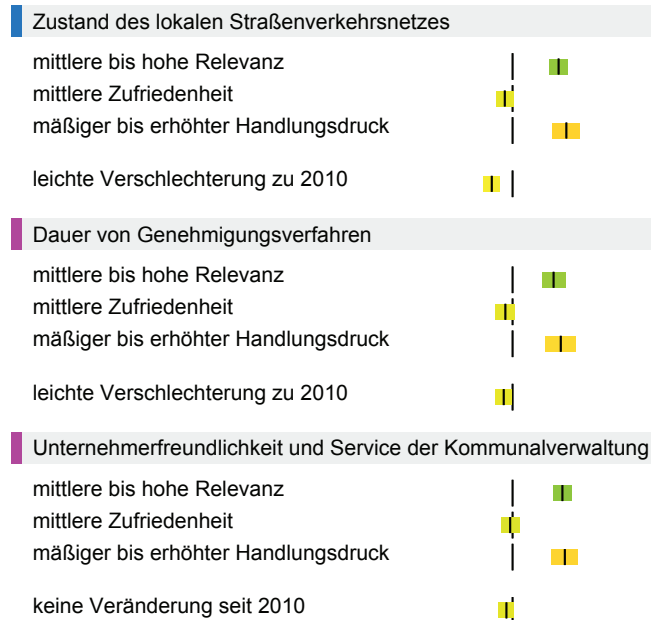 Zustand des lokalen Straßenverkehrsnetzes
mittlere bis hohe Relevanz
mittlere Zufriedenheit
mäßiger bis erhöhter Handlungsdruck
leichte Verschlechterung zu 2010
Dauer von Genehmigungsverfahren
mittlere bis hohe Relevanz
mittlere Zufriedenheit
mäßiger bis erhöhter Handlungsdruck
leichte Verschlechterung zu 2010
Unternehmerfreundlichkeit und Service der Kommunalverwaltung
mittlere bis hohe Relevanz
mittlere Zufriedenheit
mäßiger bis erhöhter Handlungsdruck
keine Veränderung seit 2010